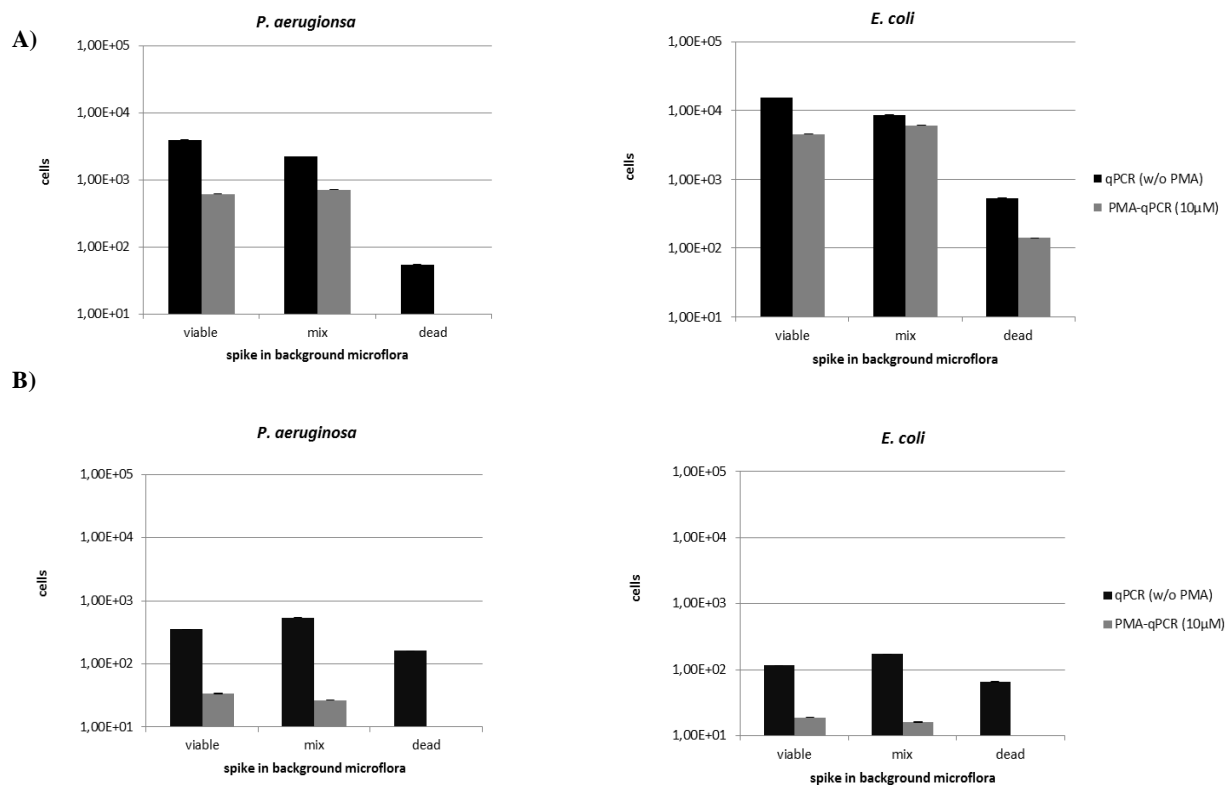 A)
P. aerugionsa
1,00E+05
1,00E+04
1,00E+03
1,00E+02
1,00E+01
cells
viable mix dead
spike in background microflora
E. coli
1,00E+05
1,00E+04
1,00E+03
1,00E+02
1,00E+01
cells
viable mix dead
spike in background microflora
qPCR (w/o PMA)
PMA-qPCR (10µM)
B)
P. aeruginosa
1,00E+05
1,00E+04
1,00E+03
1,00E+02
1,00E+01
cells
viable mix dead
spike in background microflora
E. coli
1,00E+05
1,00E+04
1,00E+03
1,00E+02
1,00E+01
cells
viable mix dead
spike in background microflora
qPCR (w/o PMA)
PMA-qPCR (10µM)